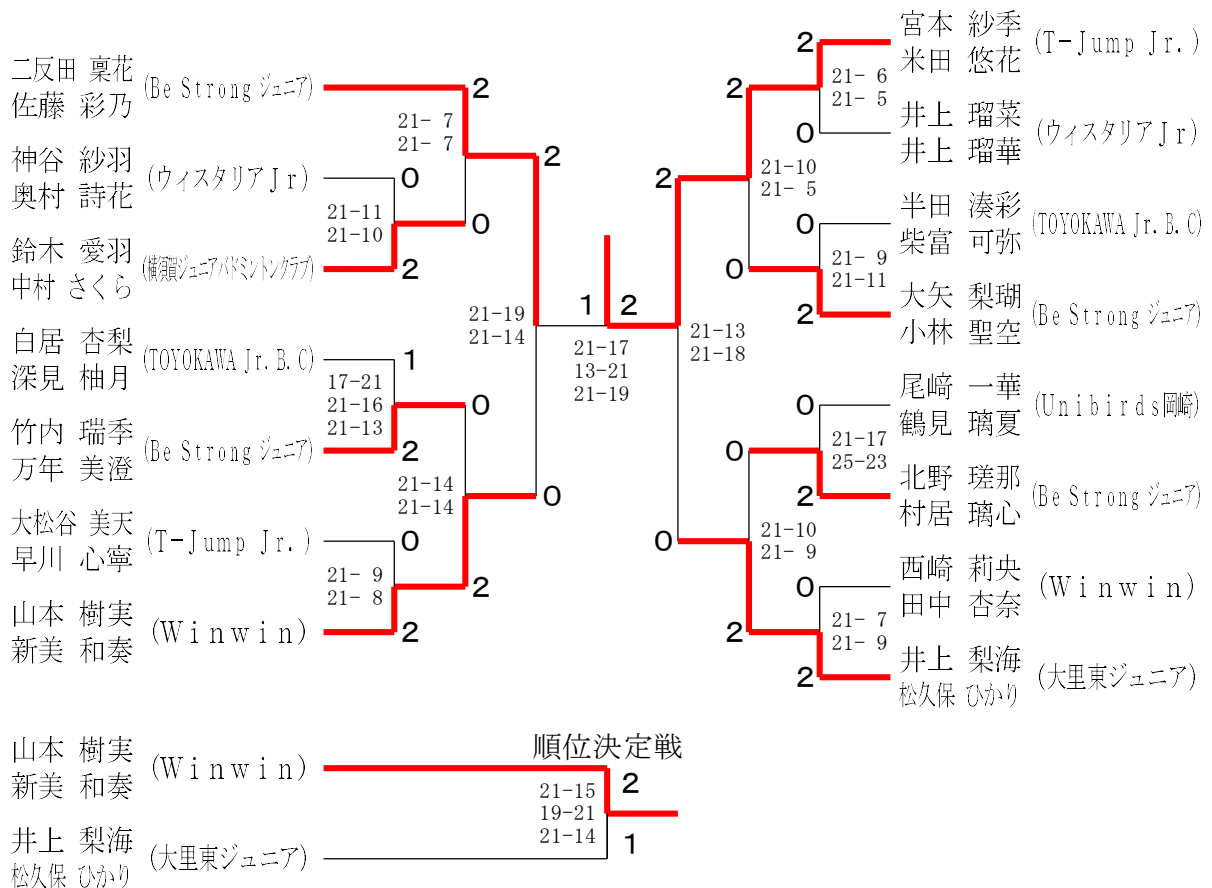 二反田 稟花
佐藤 彩乃
(Be Strong ジュニア)
2
21- 7
21- 7
神谷 紗羽
奥村 詩花
(ウィスタリアＪｒ)
0
21-11
21-10
0
鈴木 愛羽
中村 さくら
(横須賀ジュニアバドミントンクラブ)
2
2
21-19
21-14
白居 杏梨
深見 柚月
(TOYOKAWA Jr.B.C)
1
17-21
21-16
21-13
0
竹内 瑞季
万年 美澄
(Be Strong ジュニア)
2
21-14
21-14
0
大松谷 美天
早川 心寧
(T-Jump Jr.)
0
21- 9
21- 8
2
山本 樹実
新美 和奏
(Ｗｉｎｗｉｎ)
2
1
2
21-17
13-21
21-19
宮本 紗季
米田 悠花
(T-Jump Jr.)
2
21- 6
21- 5
2
井上 瑠菜
井上 瑠華
(ウィスタリアＪｒ)
0
2
21-10
21- 5
半田 湊彩
柴富 可弥
(TOYOKAWA Jr.B.C)
0
21- 9
21-11
0
大矢 梨瑚
小林 聖空
(Be Strong ジュニア)
2
21-13
21-18
尾﨑 一華
鶴見 璃夏
(Unibirds岡崎)
0
21-17
25-23
0
北野 瑳那
村居 璃心
(Be Strong ジュニア)
2
0
21-10
21- 9
西崎 莉央
田中 杏奈
(Ｗｉｎｗｉｎ)
0
21- 7
21- 9
2
井上 梨海
松久保 ひかり
(大里東ジュニア)
2
順位決定戦
山本 樹実
新美 和奏
(Ｗｉｎｗｉｎ)
2
21-15
19-21
21-14
1
井上 梨海
松久保 ひかり
(大里東ジュニア)